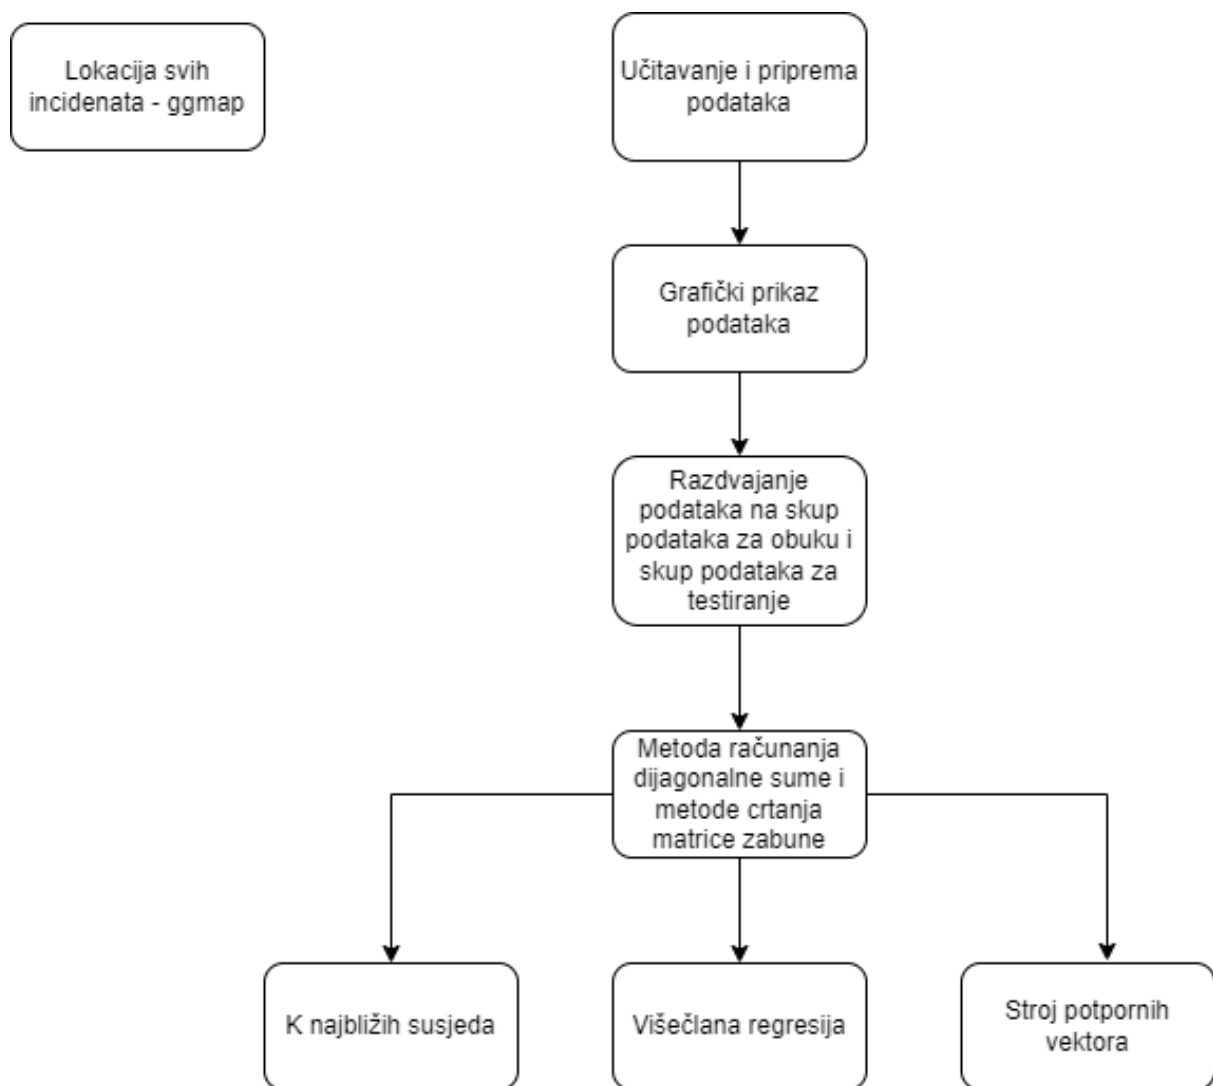 Lokacija svih
incidenata - ggmap
Učitavanje i priprema
podataka
Grafički prikaz
podataka
Razdvajanje
podataka na skup
podataka za obuku i
skup podataka za
testiranje
Metoda računanja
dijagonalne sume i
metode crtanja
matrice zabune
K najbližih susjeda
Višečlana regresija
Stroj potpornih
vektora